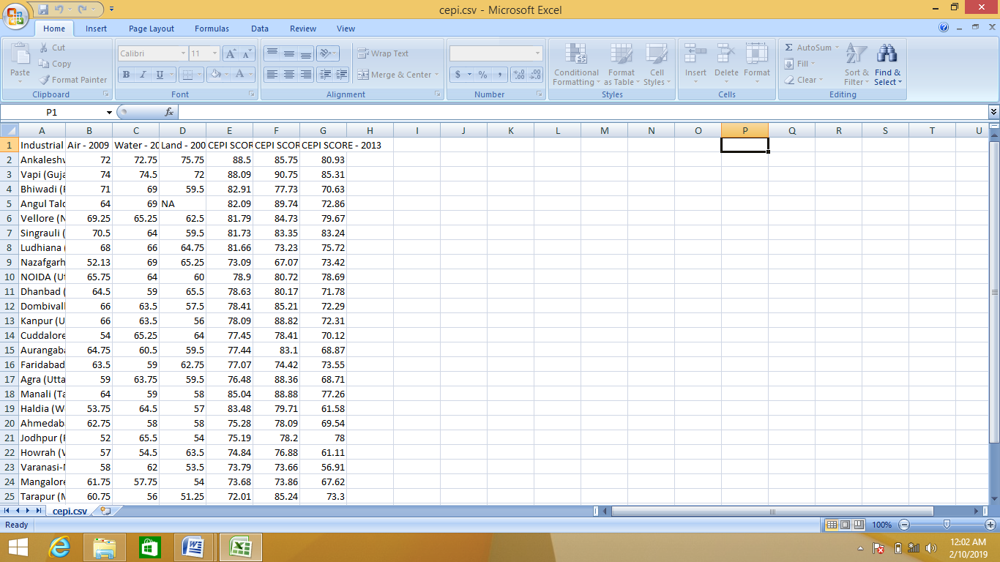 cepi.csv - Microsoft Excel
Home Insert Page Layout Formulas Data Review View
Paste Cut Copy Format Painter Clipboard
Calibri 11 B I U A A A Font
Wrap Text Merge & Center Alignment
$ % , Number
Conditional Formatting Format as Table Cell Styles Styles
Insert Delete Format Cells
Σ AutoSum Fill Clear Sort & Filter Find & Select Editing
P1 fx
A B C D E F G H I J K L M N O P Q R S T U
1 Industrial Air - 2009 Water - 20 Land - 200 CEPI SCOR CEPI SCOR CEPI SCORE - 2013
2 Ankalesh 72 72.75 75.75 88.5 85.75 80.93
3 Vapi (Guja 74 74.5 72 88.09 90.75 85.31
4 Bhiwadi ( 71 69 59.5 82.91 77.73 70.63
5 Angul Talc 64 69 NA 82.09 89.74 72.86
6 Vellore (N 69.25 65.25 62.5 81.79 84.73 79.67
7 Singrauli ( 70.5 64 59.5 81.73 83.35 83.24
8 Ludhiana ( 68 66 64.75 81.66 73.23 75.72
9 Nazafgarh 52.13 69 65.25 73.09 67.07 73.42
10 NOIDA (Ut 65.75 64 60 78.9 80.72 78.69
11 Dhanbad ( 64.5 59 65.5 78.63 80.17 71.78
12 Dombivall 66 63.5 57.5 78.41 85.21 72.29
13 Kanpur (U 66 63.5 56 78.09 88.82 72.31
14 Cuddalore 54 65.25 64 77.45 78.41 70.12
15 Aurangaba 64.75 60.5 59.5 77.44 83.1 68.87
16 Faridabad 63.5 59 62.75 77.07 74.42 73.55
17 Agra (Utta 59 63.75 59.5 76.48 88.36 68.71
18 Manali (Ta 64 59 58 85.04 88.88 77.26
19 Haldia (W 53.75 64.5 57 83.48 79.71 61.58
20 Ahmedaba 62.75 58 58 75.28 78.09 69.54
21 Jodhpur ( 52 65.5 54 75.19 78.2 78
22 Howrah (W 57 54.5 63.5 74.84 76.88 61.11
23 Varanasi- 58 62 53.5 73.79 73.66 56.91
24 Mangalore 61.75 57.75 54 73.68 73.86 67.62
25 Tarapur (M 60.75 56 51.25 72.01 85.24 73.3
cepi.csv
Ready 100%
12:02 AM
2/10/2019